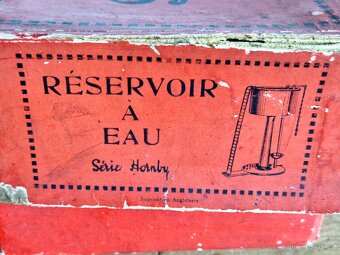 RÉSERVOIR
À
EAU
Série Hornby
Imprimé en Angleterre